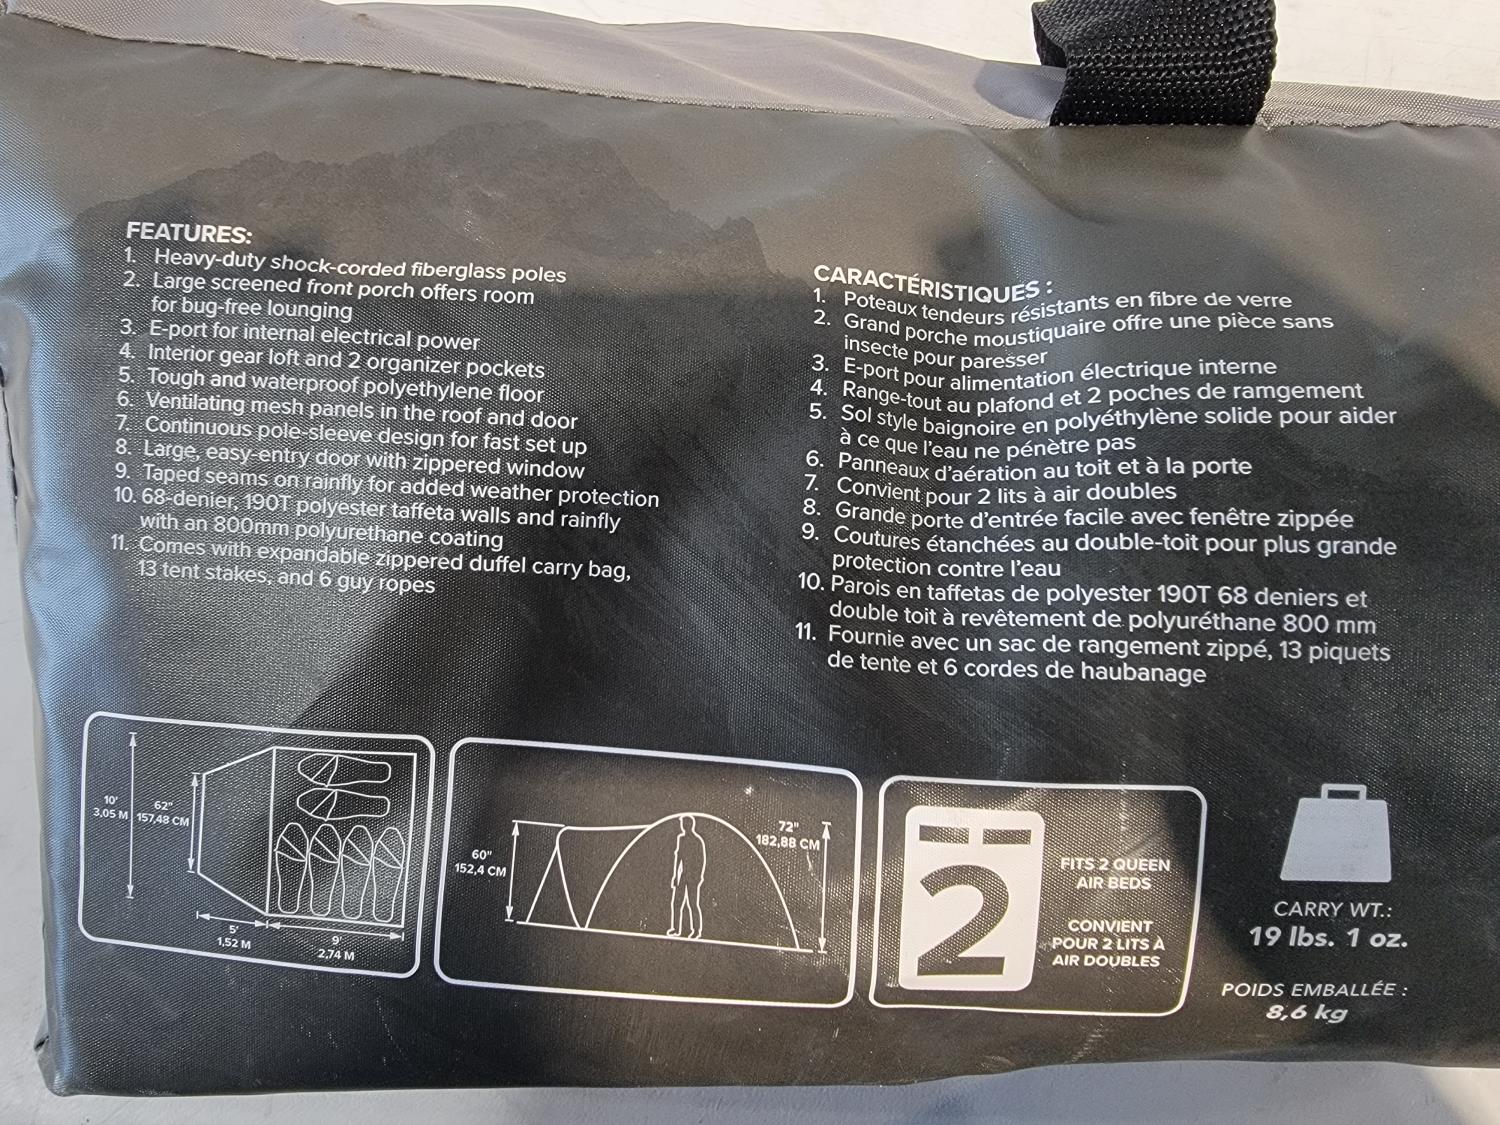 FEATURES:
1. Heavy-duty shock-corded fiberglass poles
2. Large screened front porch offers room
for bug-free lounging
3. E-port for internal electrical power
4. Interior gear loft and 2 organizer pockets
5. Tough and waterproof polyethylene floor
6. Ventilating mesh panels in the roof and door
7. Continuous pole-sleeve design for fast set up
8. Large, easy-entry door with zippered window
9. Taped seams on rainfly for added weather protection
10. 68-denier, 190T polyester taffeta walls and rainfly
with an 800mm polyurethane coating
11. Comes with expandable zippered duffel carry bag,
13 tent stakes, and 6 guy ropes
CARACTÉRISTIQUES :
1. Poteaux tendeurs résistants en fibre de verre
2. Grand porche moustiquaire offre une pièce sans
insecte pour paresser
3. E-port pour alimentation électrique interne
4. Range-tout au plafond et 2 poches de ramgement
5. Sol style baignoire en polyéthylène solide pour aider
à ce que l'eau ne pénètre pas
6. Panneaux d'aération au toit et à la porte
7. Convient pour 2 lits à air doubles
8. Grande porte d'entrée facile avec fenêtre zippée
9. Coutures étanchées au double-toit pour plus grande
protection contre l'eau
10. Parois en taffetas de polyester 190T 68 deniers et
double toit à revêtement de polyuréthane 800 mm
11. Fournie avec un sac de rangement zippé, 13 piquets
de tente et 6 cordes de haubanage
10'
3,05 M
62"
157,48 CM
5'
1,52 M
9'
2,74 M
60"
152,4 CM
72"
182,88 CM
2
FITS 2 QUEEN
AIR BEDS
CONVIENT
POUR 2 LITS À
AIR DOUBLES
CARRY WT.:
19 lbs. 1 oz.
POIDS EMBALLÉE :
8,6 kg